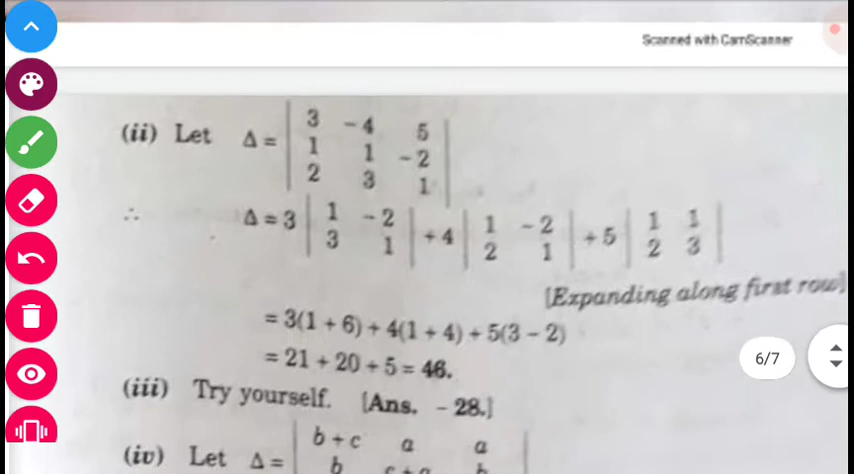 Scanned with CamScanner
(ii) Let Δ = | 3 -4 5 |
| 1 1 -2 |
| 2 3 1 |
∴ Δ = 3 | 1 -2 | + 4 | 1 -2 | + 5 | 1 1 |
| 3 1 | | 2 1 | | 2 3 |
[Expanding along first row]
= 3(1 + 6) + 4(1 + 4) + 5(3 - 2)
= 21 + 20 + 5 = 46.
6/7
(iii) Try yourself. [Ans. - 28.]
(iv) Let Δ = | b + c a a |
b c + a b